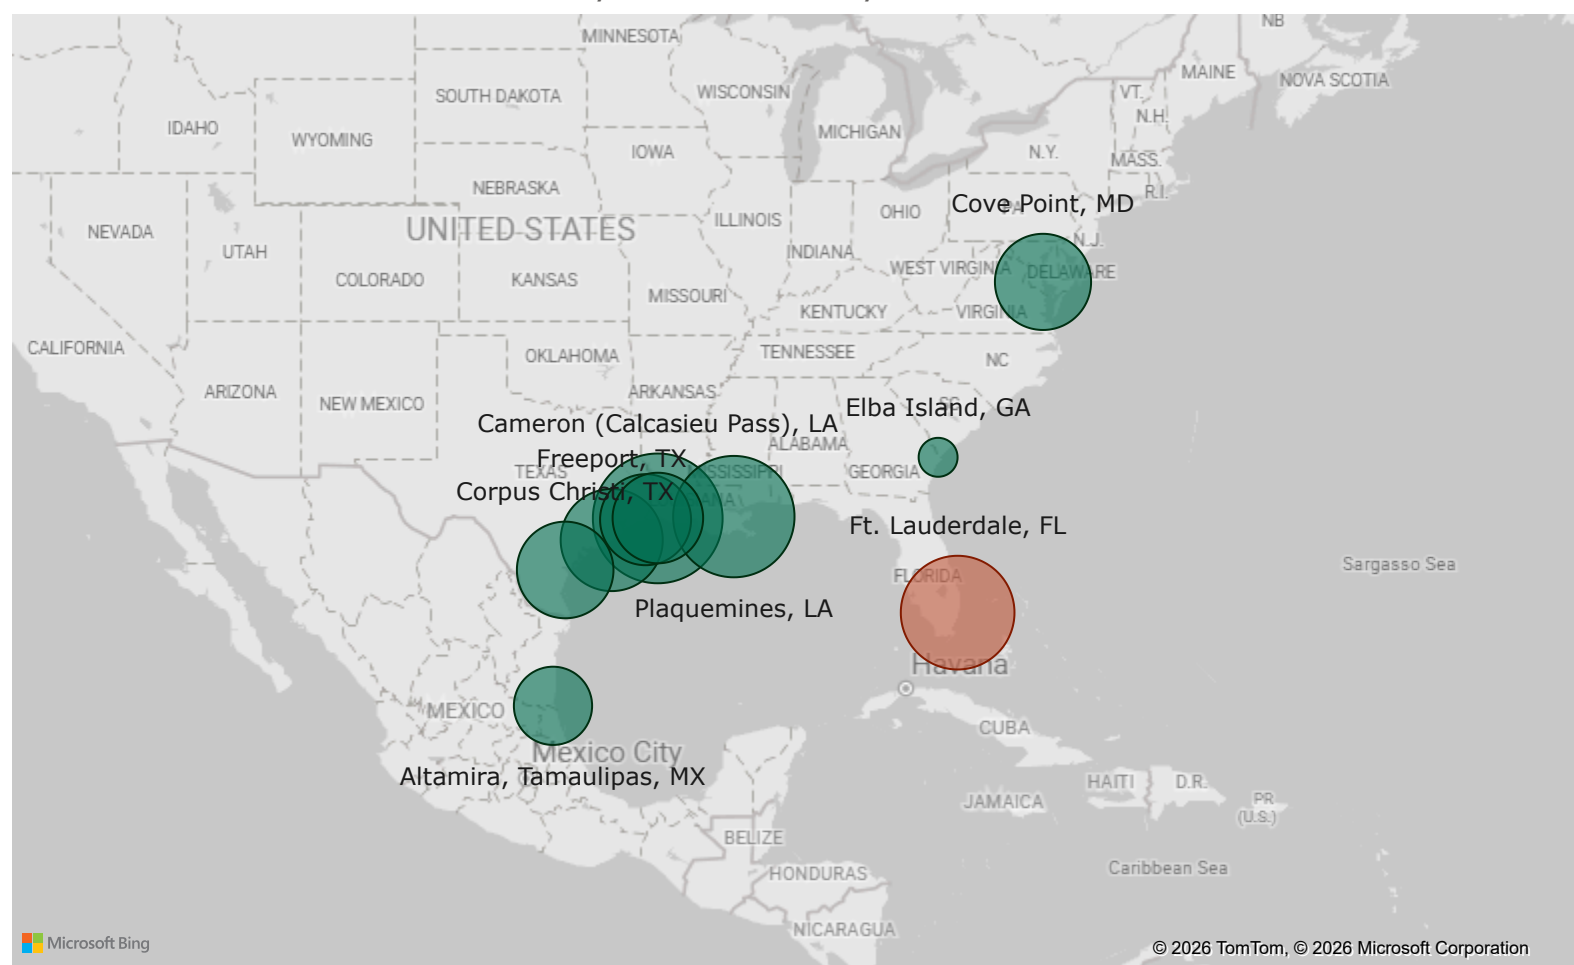 NB
MINNESOTA
MAINE
NOVA SCOTIA
WISCONSIN
SOUTH DAKOTA
VT.
N.H.
IDAHO
MICHIGAN
WYOMING
IOWA
N.Y.
MASS.
NEBRASKA
R.I.
Cove Point, MD
PA
OHIO
ILLINOIS
UNITED STATES
NEVADA
N.J.
UTAH
INDIANA
WEST VIRGINIA
DELAWARE
COLORADO
KANSAS
MISSOURI
KENTUCKY
VIRGINIA
CALIFORNIA
TENNESSEE
OKLAHOMA
NC
ARIZONA
ARKANSAS
NEW MEXICO
SC
Elba Island, GA
Cameron (Calcasieu Pass), LA
ALABAMA
Freeport, TX
TEXAS
MISSISSIPPI
GEORGIA
Corpus Christi, TX
Ft. Lauderdale, FL
Sargasso Sea
FLORIDA
Plaquemines, LA
Havana
MEXICO
CUBA
Mexico City
Altamira, Tamaulipas, MX
HAITI
D.R.
JAMAICA
PR
(U.S.)
BELIZE
Caribbean Sea
HONDURAS
NICARAGUA
Microsoft Bing
© 2026 TomTom, © 2026 Microsoft Corporation